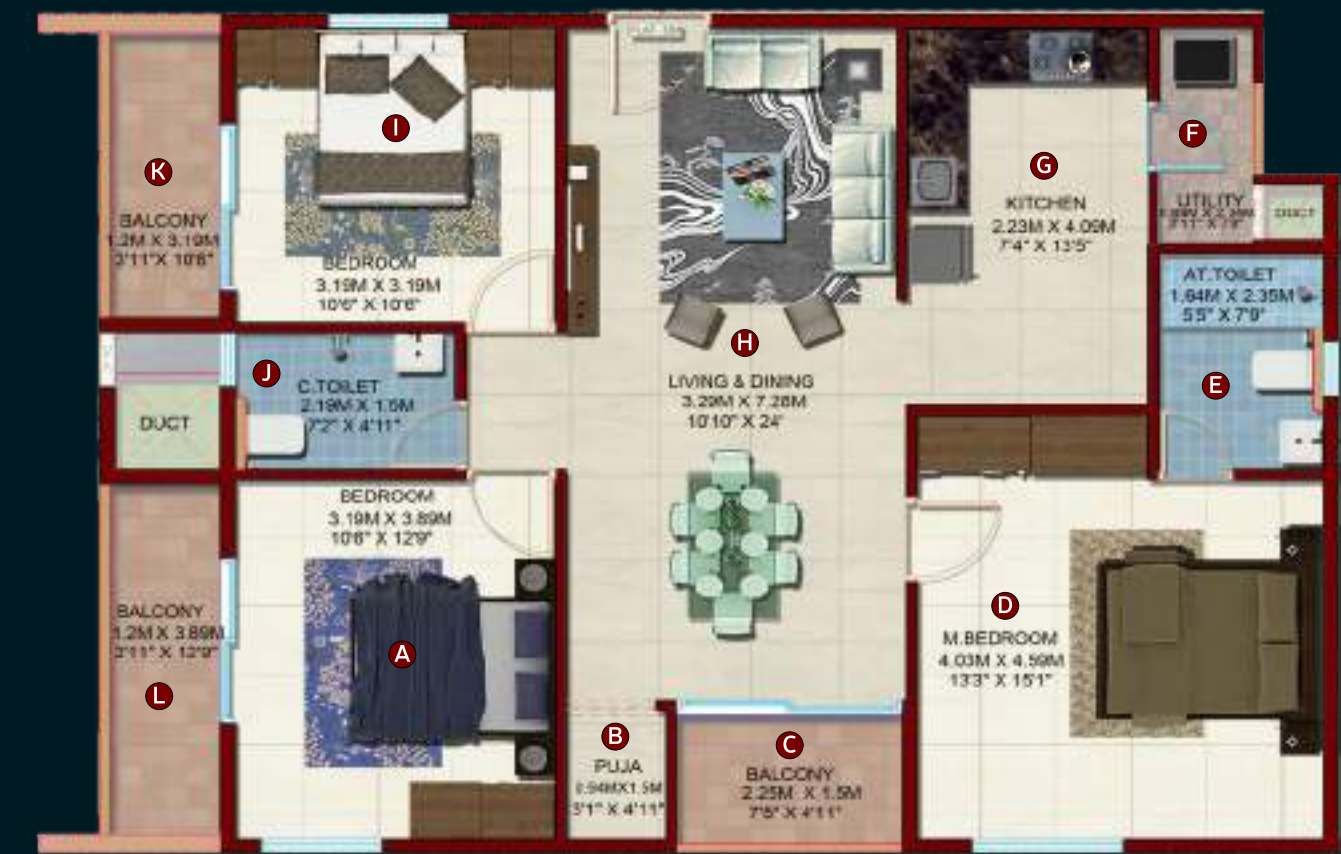 K
BALCONY
1.2M X 3.19M
3'11" X 10'6"
I
BEDROOM
3.19M X 3.19M
10'6" X 10'6"
H
LIVING & DINING
3.29M X 7.28M
10'10" X 24'
G
KITCHEN
2.23M X 4.09M
7'4" X 13'5"
F
UTILITY
DUCT
AT.TOILET
1.64M X 2.35M
5'5" X 7'9"
E
J
C.TOILET
2.19M X 1.5M
7'2" X 4'11"
DUCT
BEDROOM
3.19M X 3.89M
10'6" X 12'9"
A
BALCONY
1.2M X 3.89M
3'11" X 12'9"
L
B
PUJA
0.94MX1.5M
3'1" X 4'11"
C
BALCONY
2.25M X 1.5M
7'5" X 4'11"
D
M.BEDROOM
4.03M X 4.59M
13'3" X 15'1"